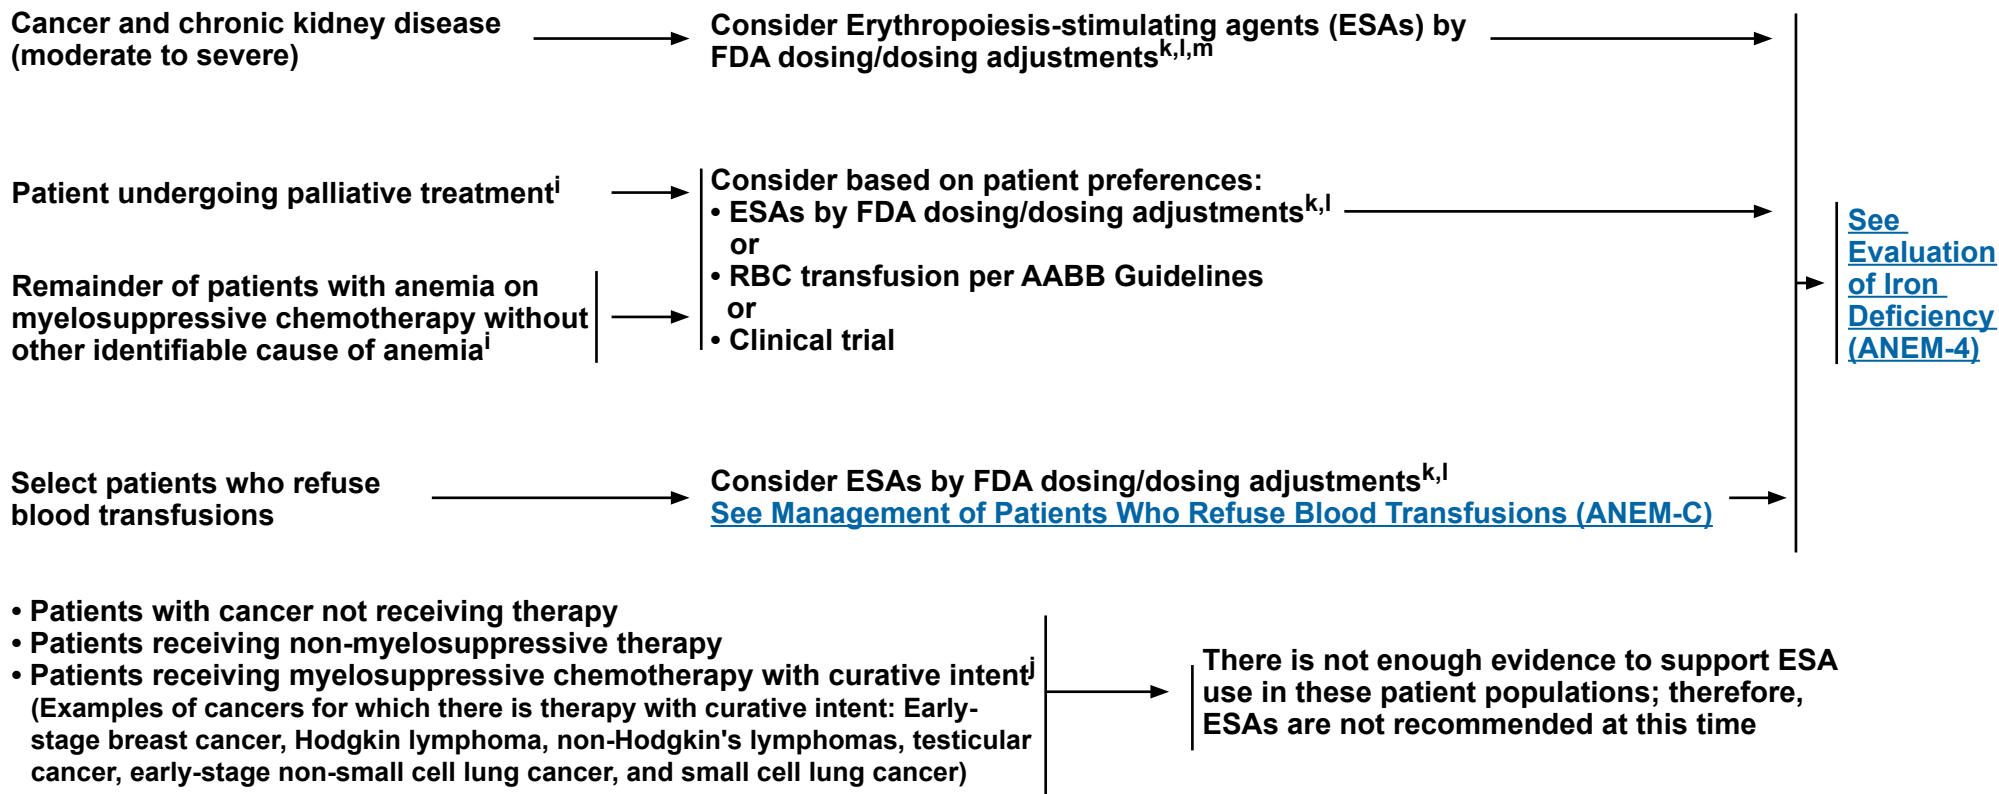 Cancer and chronic kidney disease
(moderate to severe)
Consider Erythropoiesis-stimulating agents (ESAs) by
FDA dosing/dosing adjustmentsk,l,m
Patient undergoing palliative treatmenti
Remainder of patients with anemia on
myelosuppressive chemotherapy without
other identifiable cause of anemiai
Consider based on patient preferences:
• ESAs by FDA dosing/dosing adjustmentsk,l
or
• RBC transfusion per AABB Guidelines
or
• Clinical trial
Select patients who refuse
blood transfusions
Consider ESAs by FDA dosing/dosing adjustmentsk,l
See Management of Patients Who Refuse Blood Transfusions (ANEM-C)
See
Evaluation
of Iron
Deficiency
(ANEM-4)
• Patients with cancer not receiving therapy
• Patients receiving non-myelosuppressive therapy
• Patients receiving myelosuppressive chemotherapy with curative intentj
(Examples of cancers for which there is therapy with curative intent: Early-
stage breast cancer, Hodgkin lymphoma, non-Hodgkin's lymphomas, testicular
cancer, early-stage non-small cell lung cancer, and small cell lung cancer)
There is not enough evidence to support ESA
use in these patient populations; therefore,
ESAs are not recommended at this time